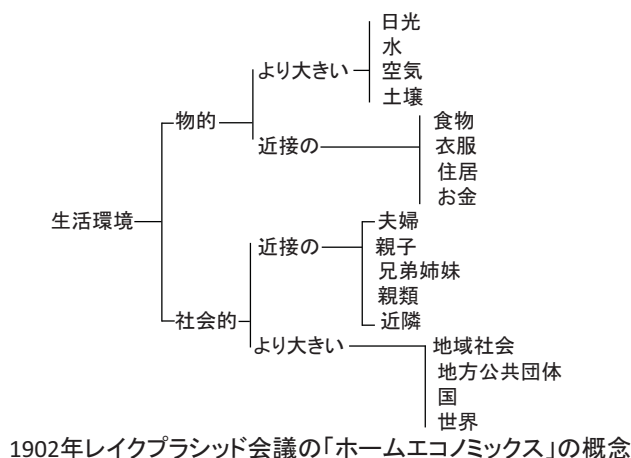 日光
水
より大きい
空気
土壌
物的
食物
近接の
衣服
住居
お金
生活環境
夫婦
近接の
親子
兄弟姉妹
親類
社会的
近隣
より大きい
地域社会
地方公共団体
国
世界
1902年レイクプラシッド会議の「ホームエコノミックス」の概念